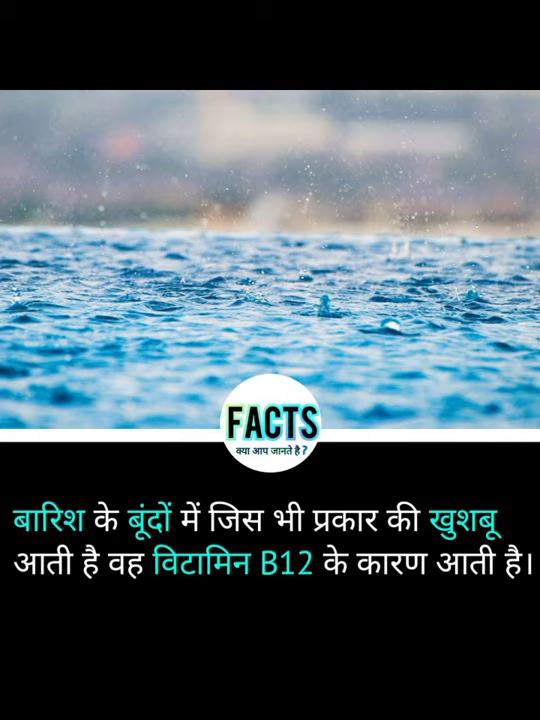 FACTS
क्या आप जानते है ?
बारिश के बूंदों में जिस भी प्रकार की खुशबू
आती है वह विटामिन B12 के कारण आती है।